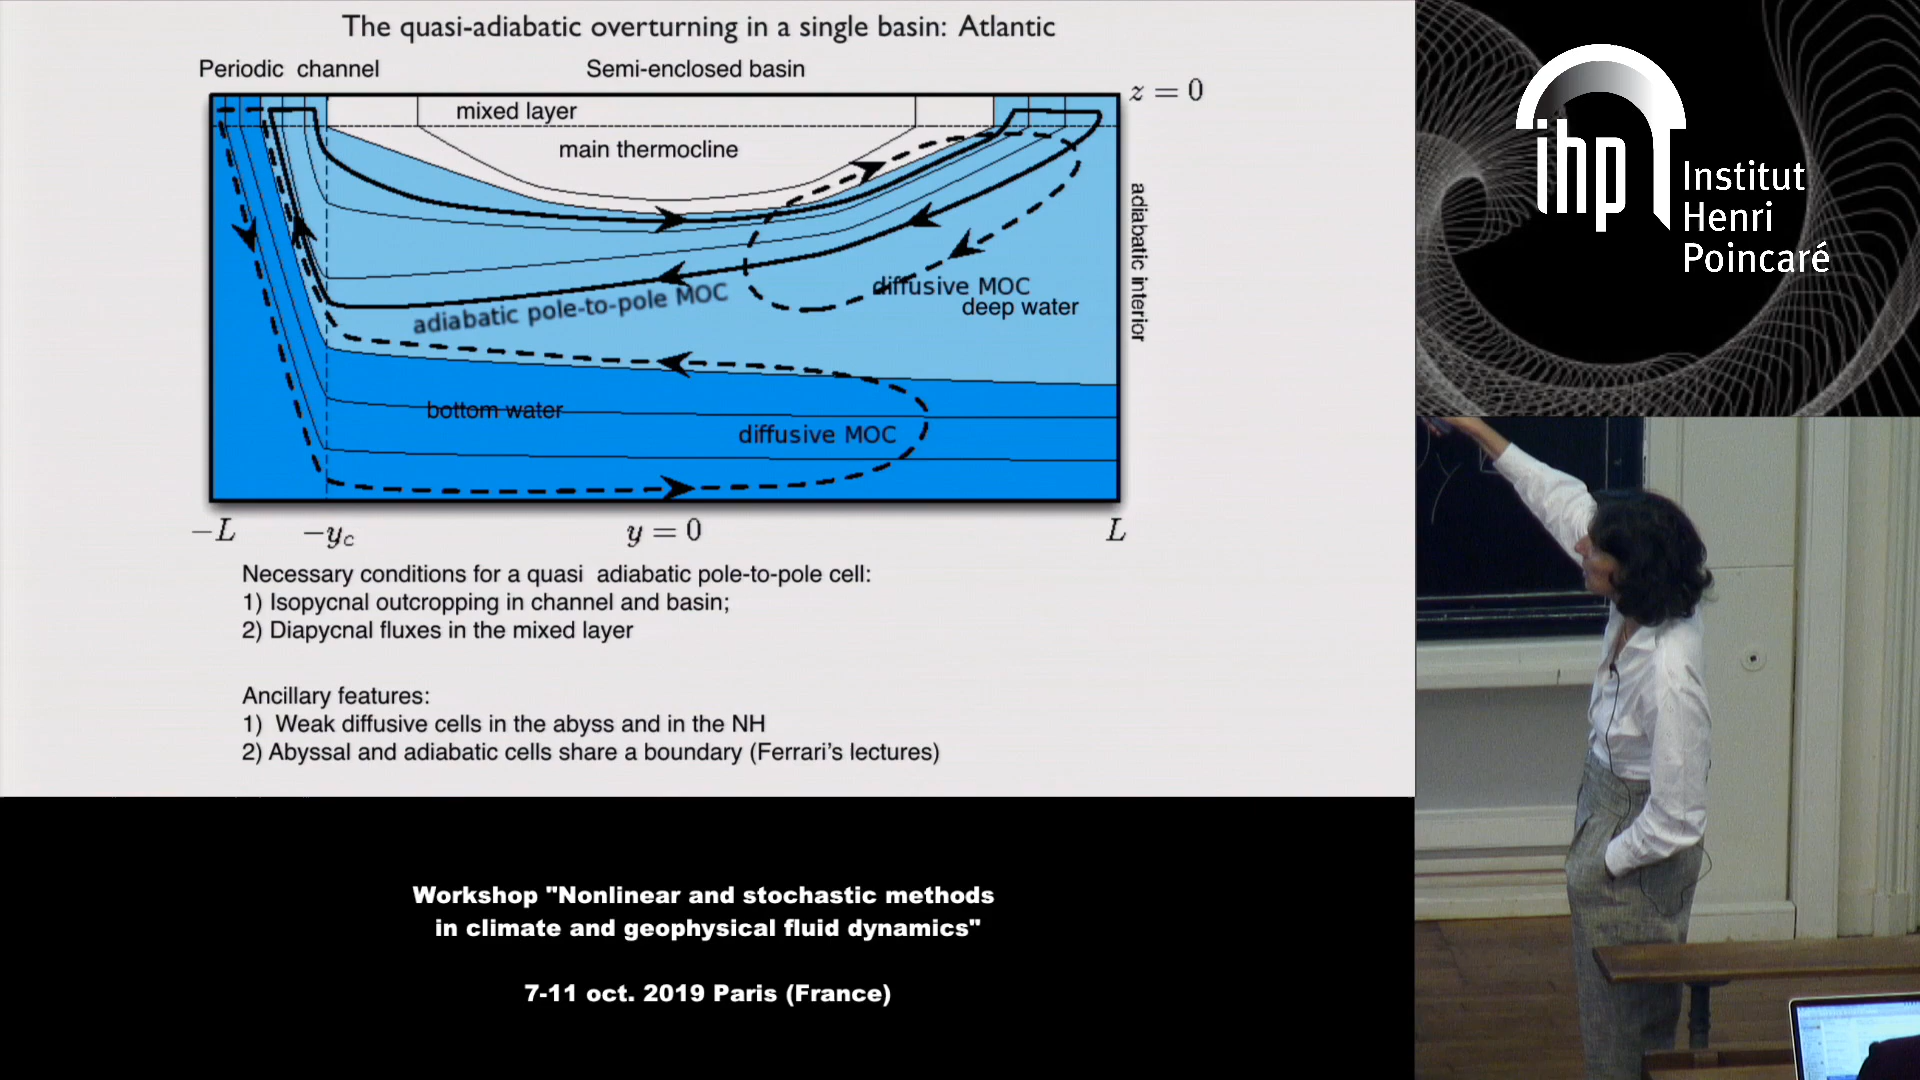 The quasi-adiabatic overturning in a single basin: Atlantic
Periodic channel
Semi-enclosed basin
z = 0
mixed layer
main thermocline
adiabatic interior
diffusive MOC
deep water
adiabatic pole-to-pole MOC
bottom water
diffusive MOC
−L
−yc
y = 0
L
Necessary conditions for a quasi adiabatic pole-to-pole cell:
1) Isopycnal outcropping in channel and basin;
2) Diapycnal fluxes in the mixed layer
Ancillary features:
1) Weak diffusive cells in the abyss and in the NH
2) Abyssal and adiabatic cells share a boundary (Ferrari's lectures)
Workshop "Nonlinear and stochastic methods
in climate and geophysical fluid dynamics"
7-11 oct. 2019 Paris (France)
ihp
Institut
Henri
Poincaré